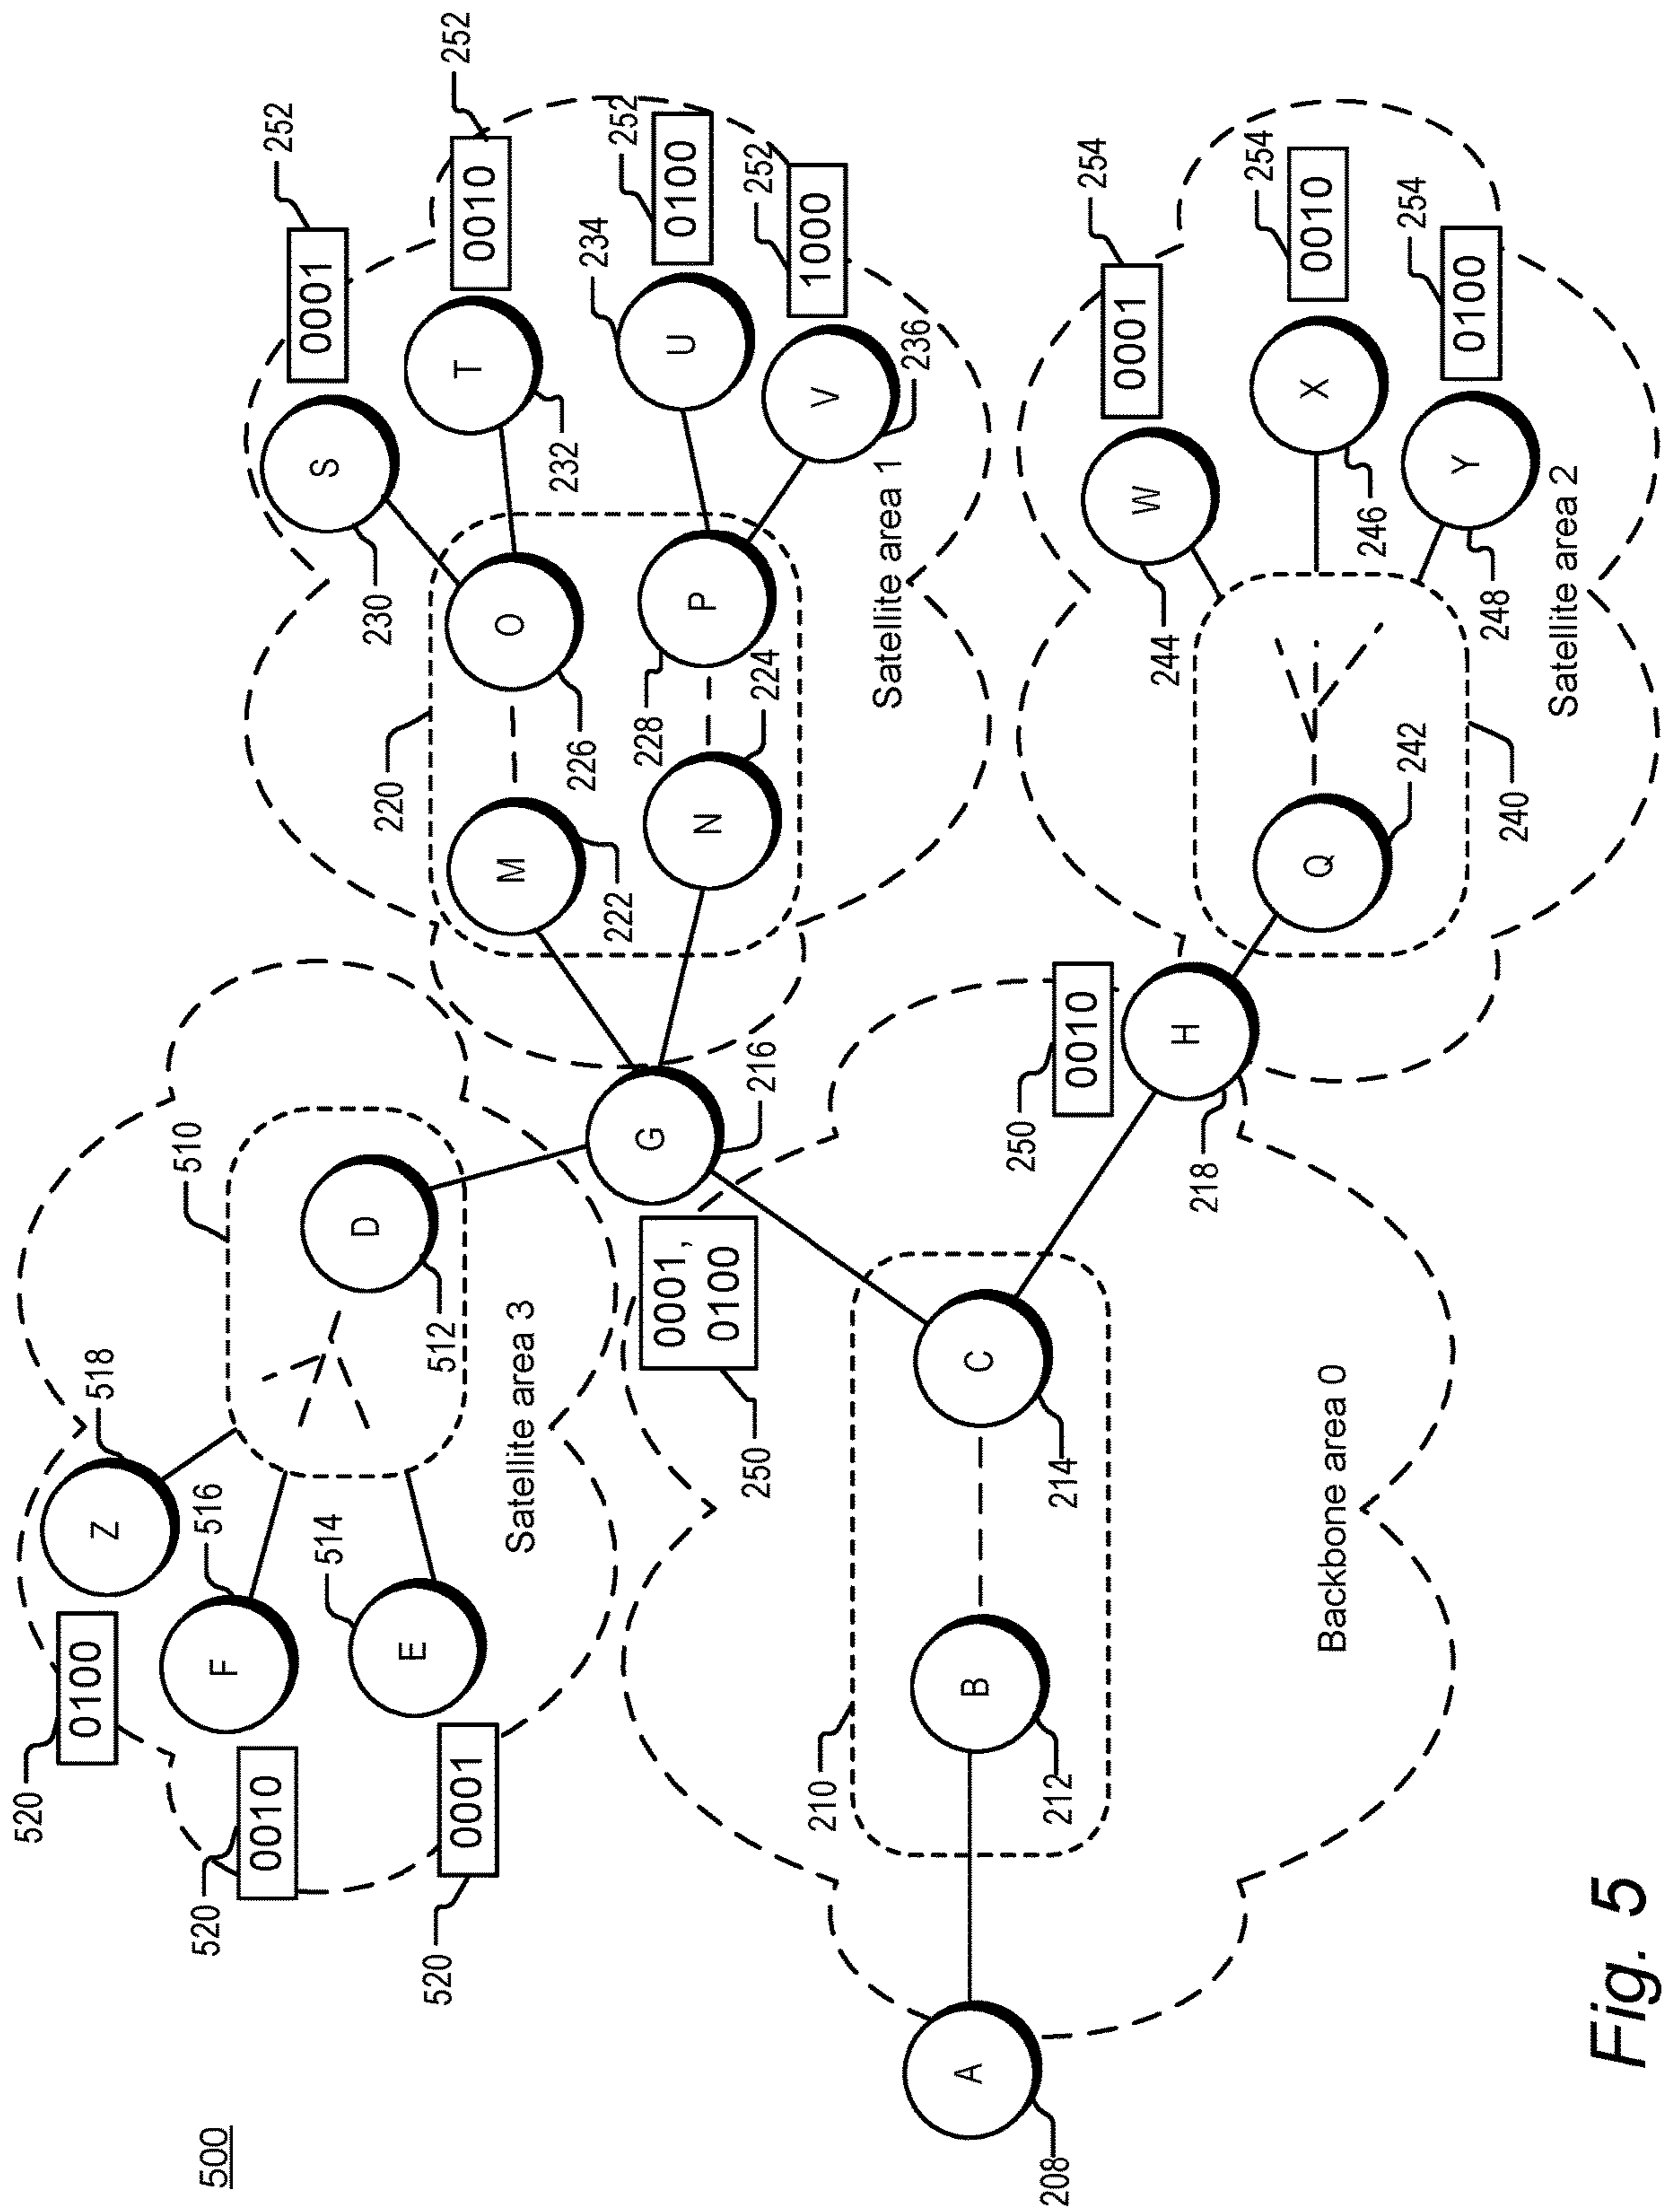 500
520
0100
Z
518
520
0010
F
516
510
520
0001
E
514
D
512
Satellite area 3
252
0001
S
230
252
0010
T
232
220
O
226
M
222
252
0100
U
234
P
228
N
224
252
1000
V
236
Satellite area 1
G
216
0001,
0100
250
A
208
210
B
212
C
214
Backbone area 0
250
0010
H
218
254
0001
W
244
254
0010
X
246
254
0100
Y
248
Q
242
240
Satellite area 2
Fig. 5